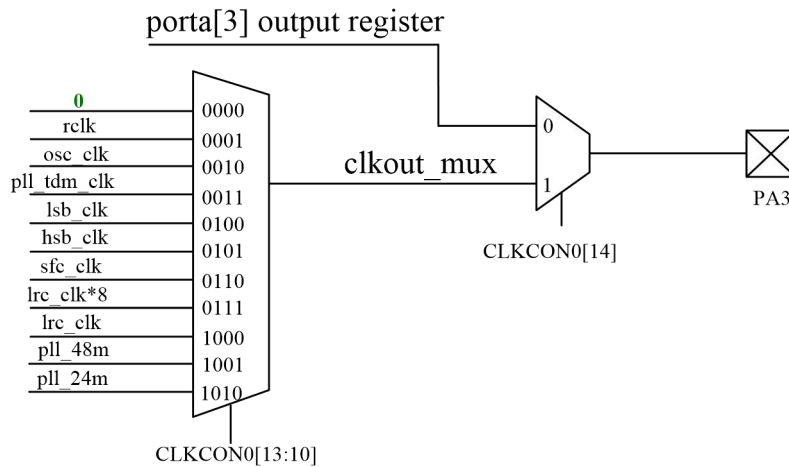 porta[3] output register
0
0000
rclk
0001
osc_clk
0010
pll_tdm_clk
0011
lsb_clk
0100
hsb_clk
0101
sfc_clk
0110
lrc_clk*8
0111
lrc_clk
1000
pll_48m
1001
pll_24m
1010
CLKCON0[13:10]
clkout_mux
0
1
CLKCON0[14]
PA3